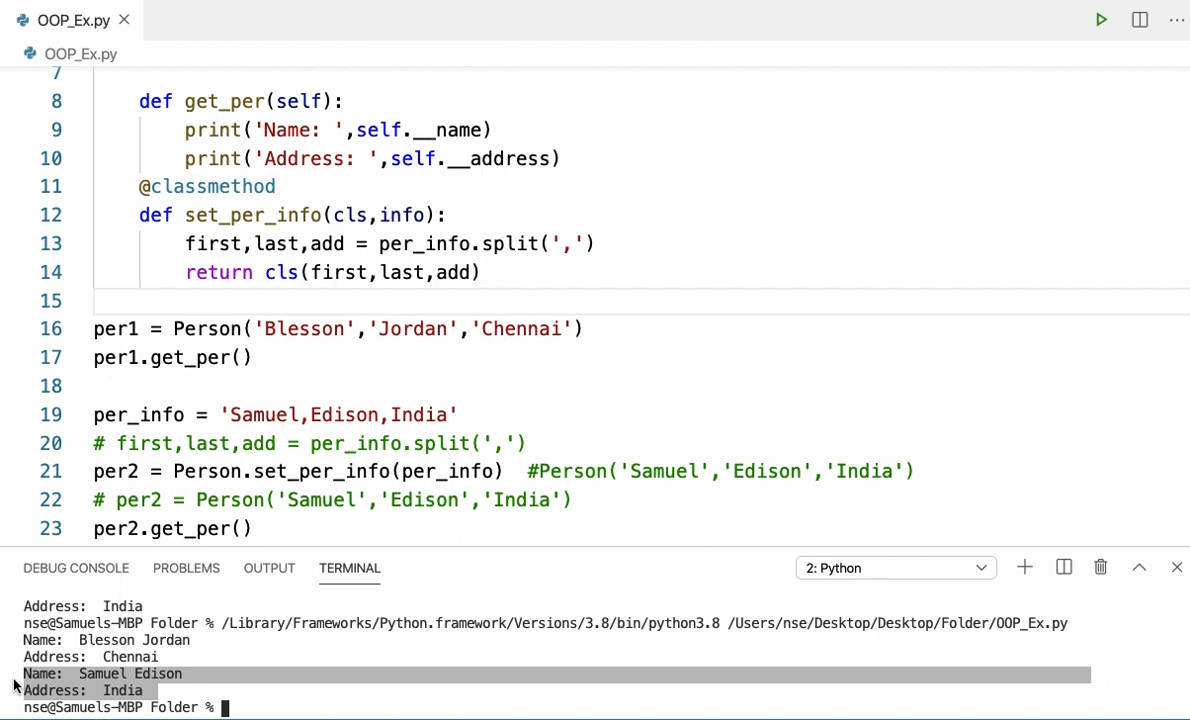 OOP_Ex.py
OOP_Ex.py
7
8 def get_per(self):
9 print('Name: ',self.__name)
10 print('Address: ',self.__address)
11 @classmethod
12 def set_per_info(cls,info):
13 first,last,add = per_info.split(',')
14 return cls(first,last,add)
15
16 per1 = Person('Blesson','Jordan','Chennai')
17 per1.get_per()
18
19 per_info = 'Samuel,Edison,India'
20 # first,last,add = per_info.split(',')
21 per2 = Person.set_per_info(per_info)  #Person('Samuel','Edison','India')
22 # per2 = Person('Samuel','Edison','India')
23 per2.get_per()
DEBUG CONSOLE PROBLEMS OUTPUT TERMINAL 2: Python
Address:  India
nse@Samuels-MBP Folder % /Library/Frameworks/Python.framework/Versions/3.8/bin/python3.8 /Users/nse/Desktop/Desktop/Folder/OOP_Ex.py
Name:  Blesson Jordan
Address:  Chennai
Name:  Samuel Edison
Address:  India
nse@Samuels-MBP Folder %